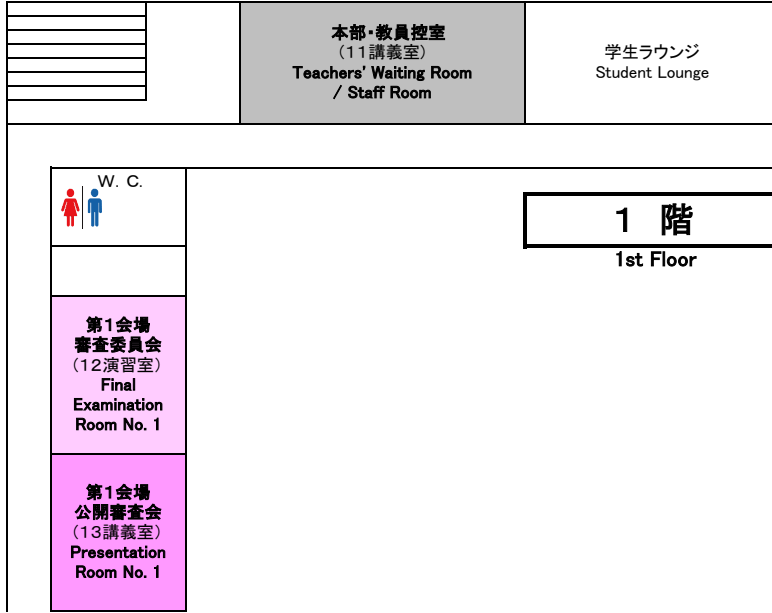 本部・教員控室
（11講義室）
Teachers' Waiting Room
/ Staff Room
学生ラウンジ
Student Lounge
W. C.
1 階
1st Floor
第1会場
審査委員会
（12演習室）
Final
Examination
Room No. 1
第1会場
公開審査会
（13講義室）
Presentation
Room No. 1